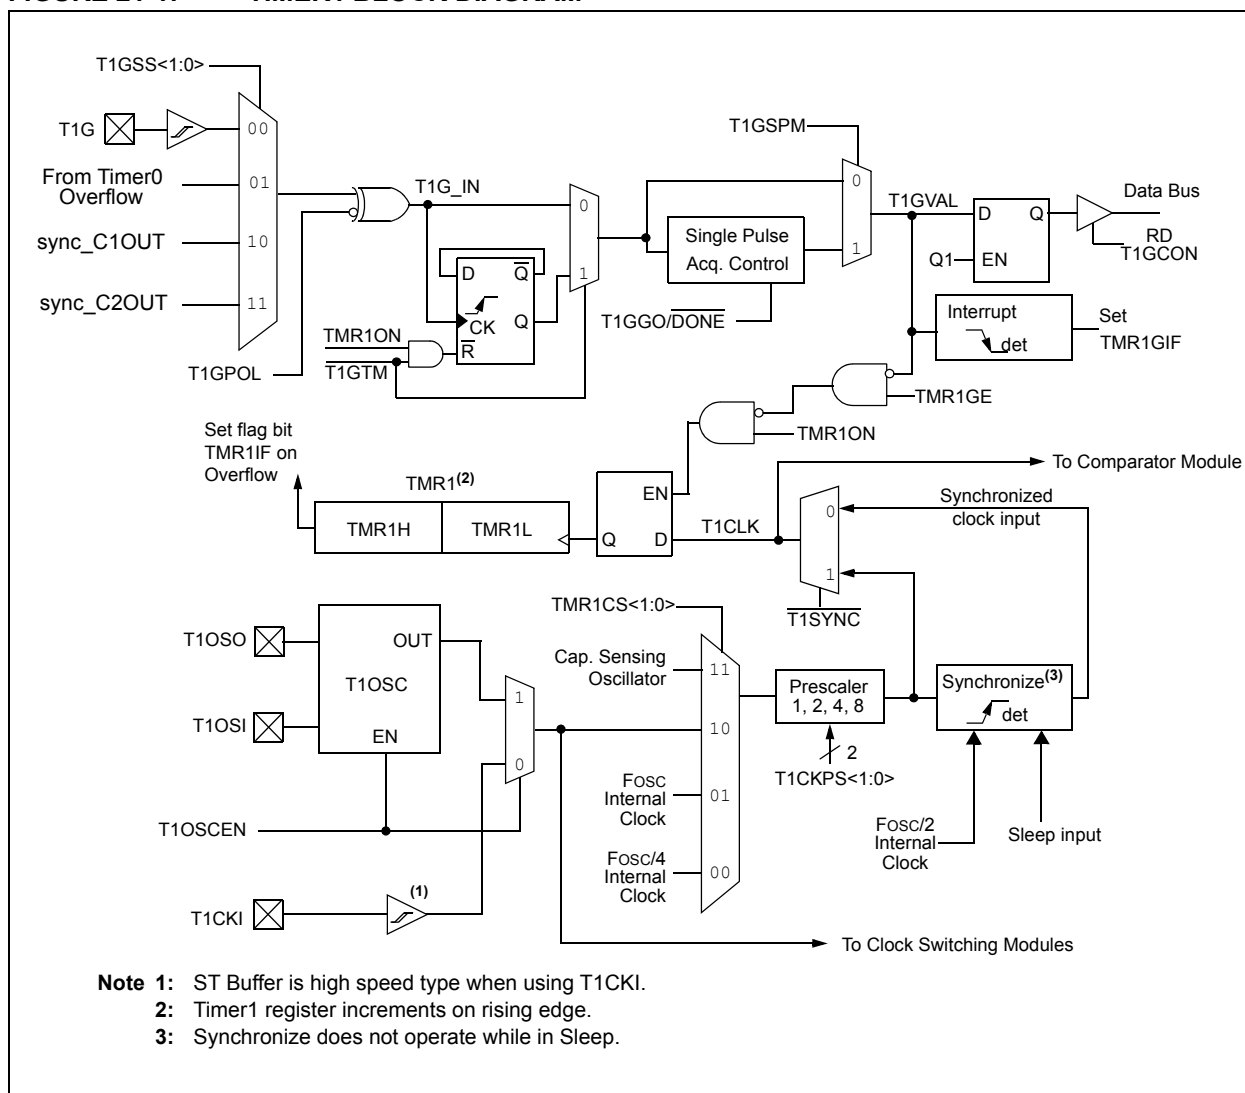 T1GSS<1:0>
T1G
00
From Timer0
Overflow
01
sync_C1OUT
10
sync_C2OUT
11
T1GPOL
T1G_IN
0
1
D
Q
CK
Q
R
TMR1ON
T1GTM
Single Pulse
Acq. Control
T1GGO/DONE
T1GSPM
0
1
T1GVAL
D
Q
Q1
EN
Data Bus
RD
T1GCON
Interrupt
det
Set
TMR1GIF
TMR1GE
TMR1ON
Set flag bit
TMR1IF on
Overflow
TMR1(2)
TMR1H
TMR1L
EN
Q
D
T1CLK
To Comparator Module
0
1
Synchronized
clock input
T1SYNC
T1OSO
OUT
T1OSC
T1OSI
EN
1
0
T1OSCEN
T1CKI
(1)
TMR1CS<1:0>
Cap. Sensing
Oscillator
11
10
FOSC
Internal
Clock
01
FOSC/4
Internal
Clock
00
Prescaler
1, 2, 4, 8
2
T1CKPS<1:0>
Synchronize(3)
det
FOSC/2
Internal
Clock
Sleep input
To Clock Switching Modules
Note 1: ST Buffer is high speed type when using T1CKI.
2: Timer1 register increments on rising edge.
3: Synchronize does not operate while in Sleep.